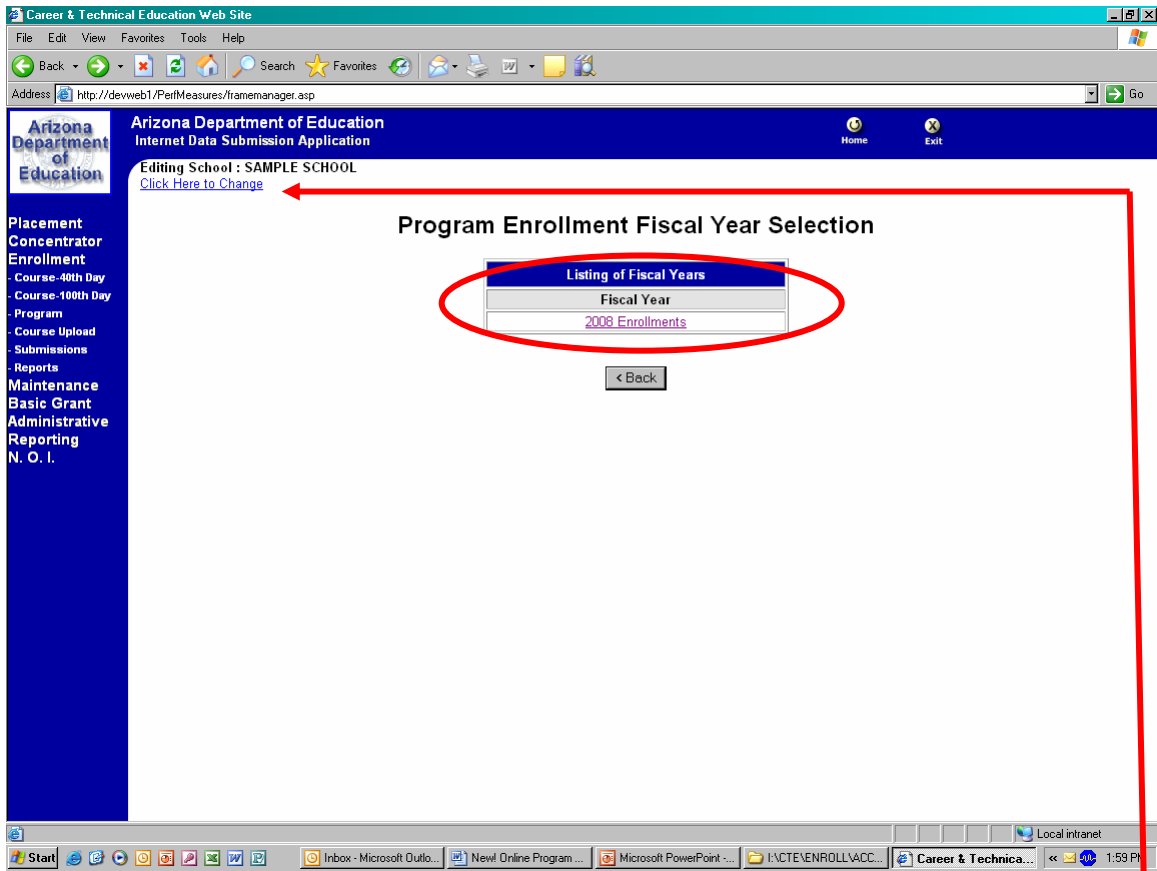 Career & Technical Education Web Site
File Edit View Favorites Tools Help
Back Search Favorites
Address http://devweb1/PerfMeasures/framemanager.asp Go
Arizona
Department
of
Education
Arizona Department of Education
Internet Data Submission Application
Home Exit
Editing School : SAMPLE SCHOOL
Click Here to Change
Placement
Concentrator
Enrollment
- Course-40th Day
- Course-100th Day
- Program
- Course Upload
- Submissions
- Reports
Maintenance
Basic Grant
Administrative
Reporting
N. O. I.
Program Enrollment Fiscal Year Selection
Listing of Fiscal Years
Fiscal Year
2008 Enrollments
< Back
Local intranet
Start Inbox - Microsoft Outlo... New! Online Program ... Microsoft PowerPoint -... I:\CTE\ENROLL\ACC... Career & Technica... « 1:59 PM